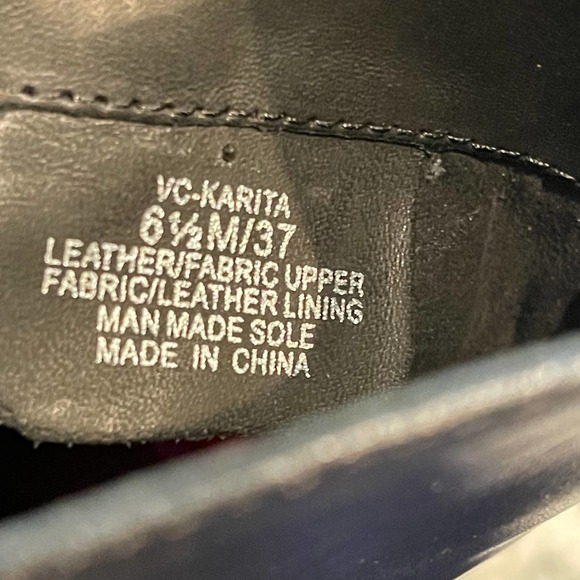 VC-KARITA
6½M/37
LEATHER/FABRIC UPPER
FABRIC/LEATHER LINING
MAN MADE SOLE
MADE IN CHINA